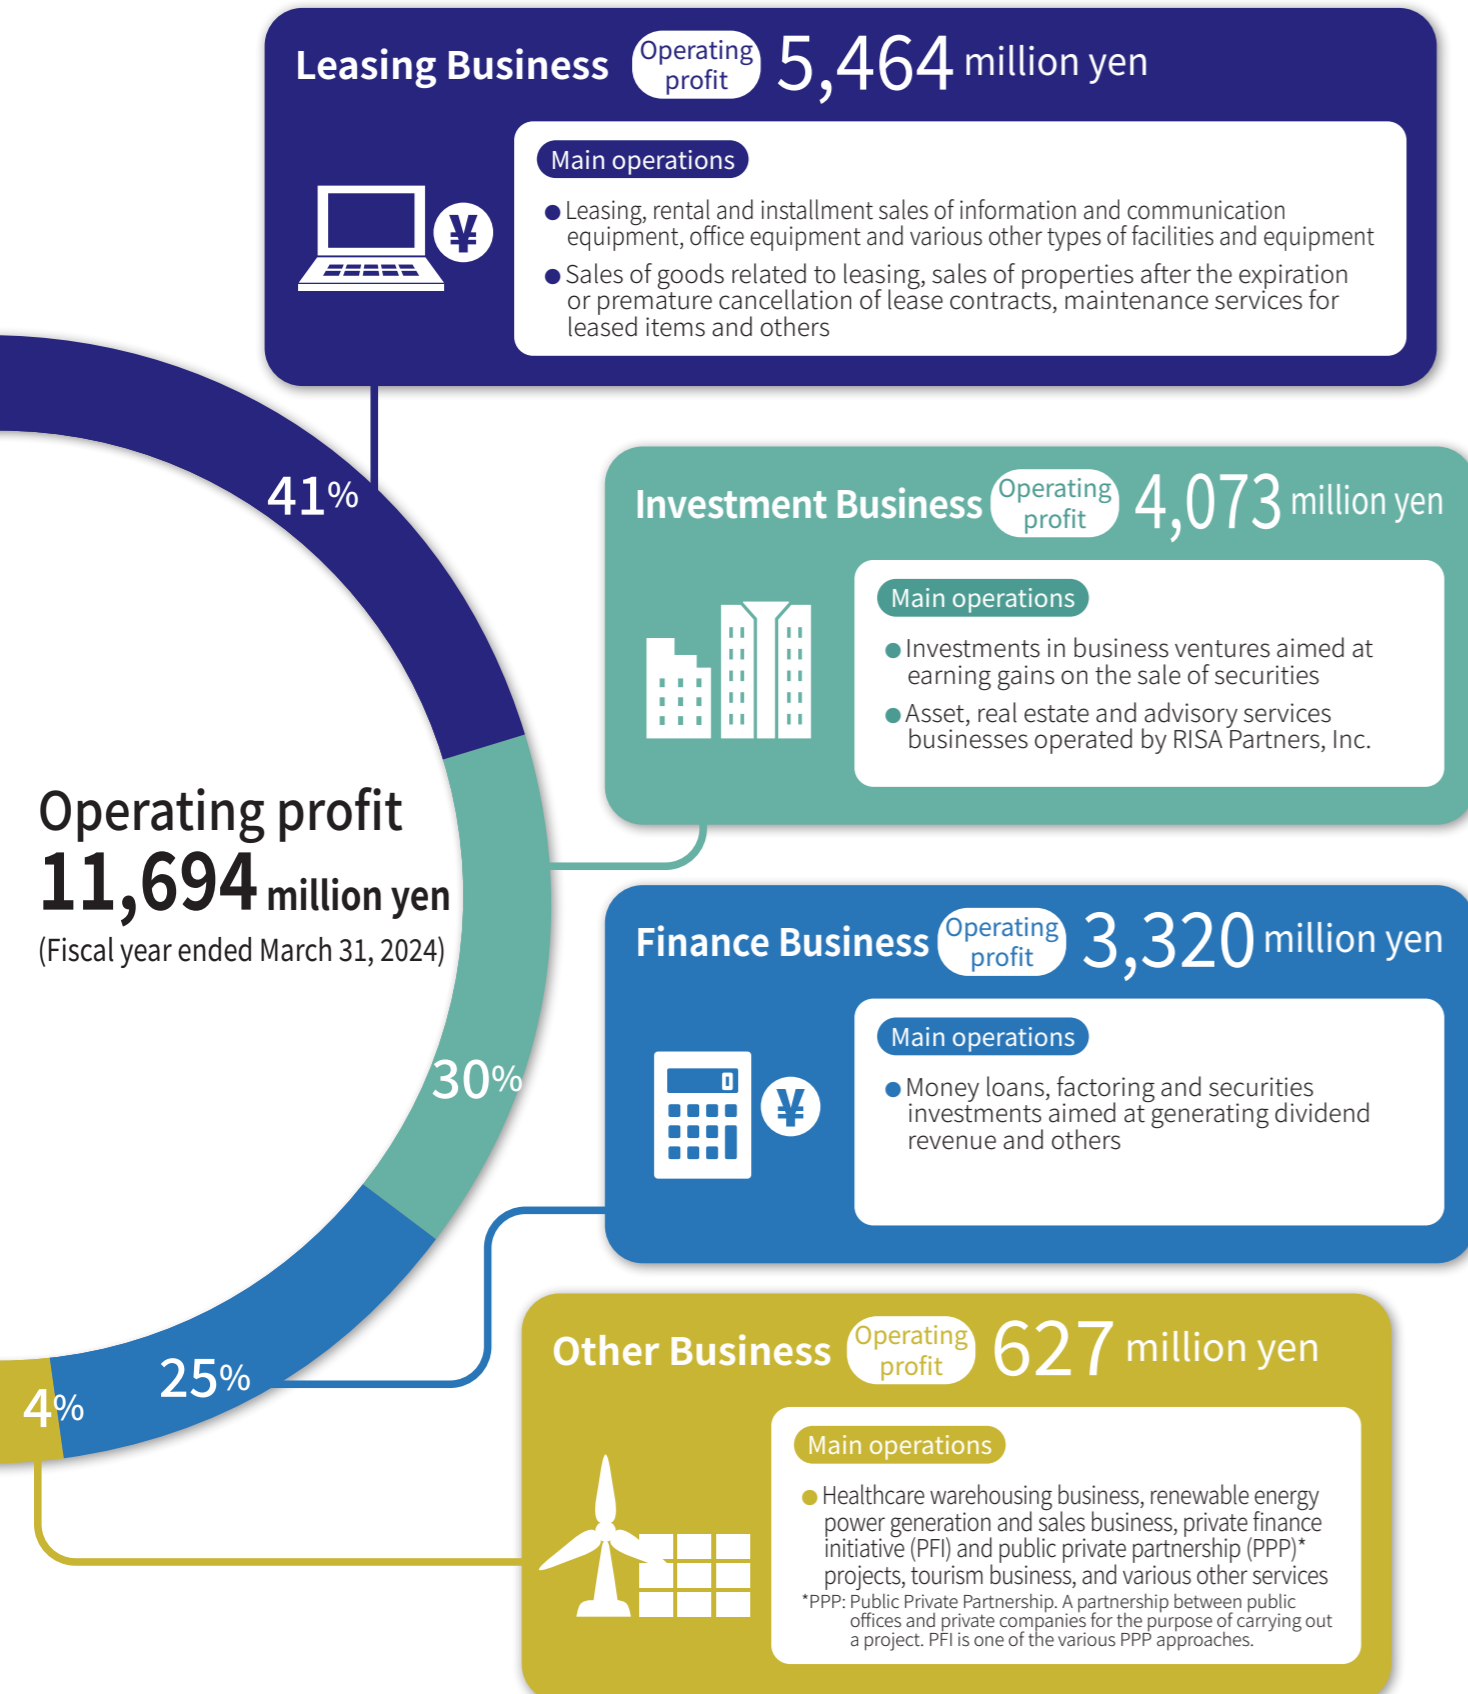 Leasing Business Operating profit 5,464 million yen
Main operations
● Leasing, rental and installment sales of information and communication
equipment, office equipment and various other types of facilities and equipment
● Sales of goods related to leasing, sales of properties after the expiration
or premature cancellation of lease contracts, maintenance services for
leased items and others
¥
41%
Investment Business Operating profit 4,073 million yen
Main operations
● Investments in business ventures aimed at
earning gains on the sale of securities
● Asset, real estate and advisory services
businesses operated by RISA Partners, Inc.
Operating profit
11,694 million yen
(Fiscal year ended March 31, 2024)
30%
Finance Business Operating profit 3,320 million yen
Main operations
● Money loans, factoring and securities
investments aimed at generating dividend
revenue and others
0
¥
25%
4%
Other Business Operating profit 627 million yen
Main operations
● Healthcare warehousing business, renewable energy
power generation and sales business, private finance
initiative (PFI) and public private partnership (PPP)*
projects, tourism business, and various other services
*PPP: Public Private Partnership. A partnership between public
offices and private companies for the purpose of carrying out
a project. PFI is one of the various PPP approaches.